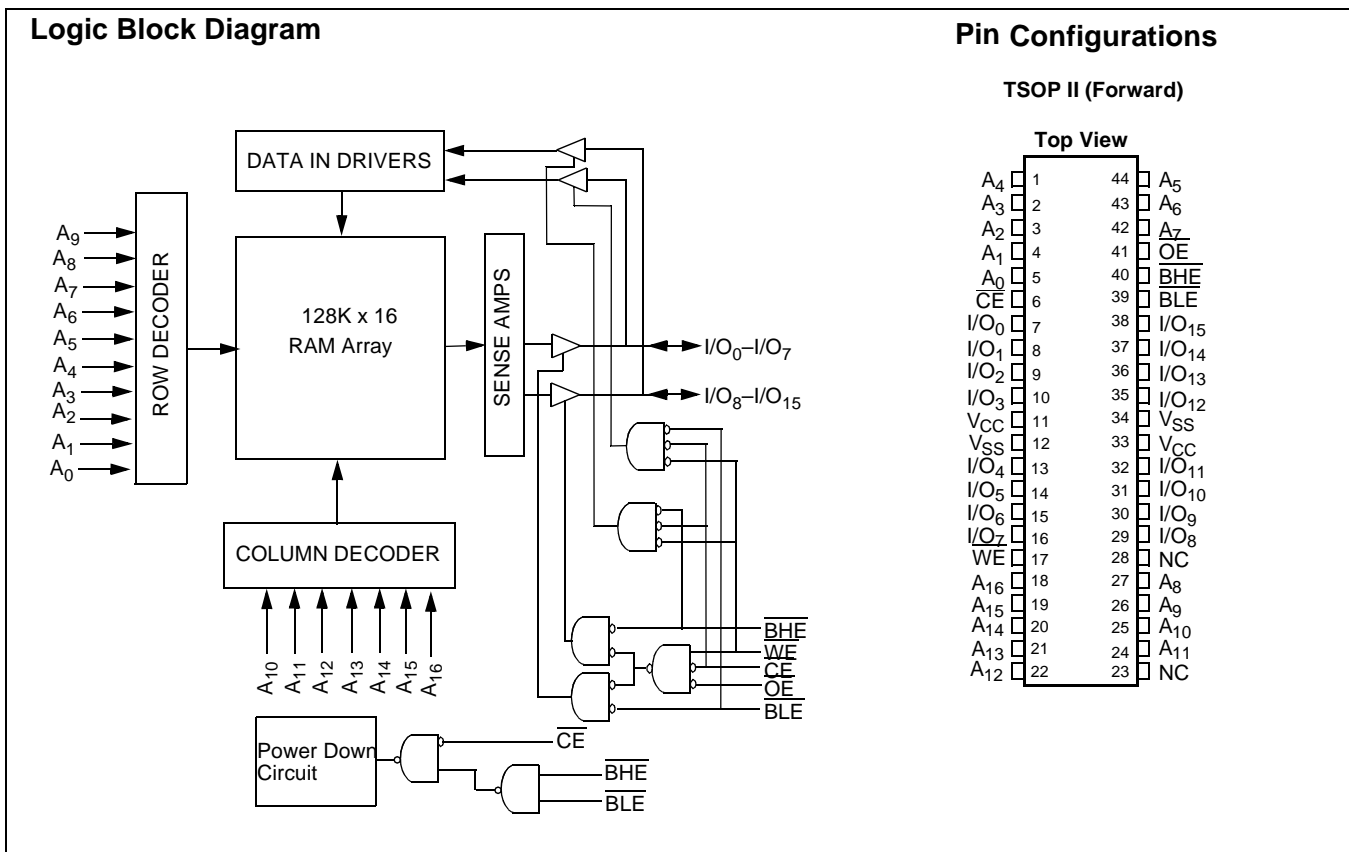 Logic Block Diagram
DATA IN DRIVERS
A9
A8
A7
A6
A5
A4
A3
A2
A1
A0
ROW DECODER
128K x 16
RAM Array
SENSE AMPS
I/O0–I/O7
I/O8–I/O15
COLUMN DECODER
A10
A11
A12
A13
A14
A15
A16
BHE
WE
CE
OE
BLE
Power Down
Circuit
CE
BHE
BLE
Pin Configurations
TSOP II (Forward)
Top View
A4 1 44 A5
A3 2 43 A6
A2 3 42 A7
A1 4 41 OE
A0 5 40 BHE
CE 6 39 BLE
I/O0 7 38 I/O15
I/O1 8 37 I/O14
I/O2 9 36 I/O13
I/O3 10 35 I/O12
VCC 11 34 VSS
VSS 12 33 VCC
I/O4 13 32 I/O11
I/O5 14 31 I/O10
I/O6 15 30 I/O9
I/O7 16 29 I/O8
WE 17 28 NC
A16 18 27 A8
A15 19 26 A9
A14 20 25 A10
A13 21 24 A11
A12 22 23 NC